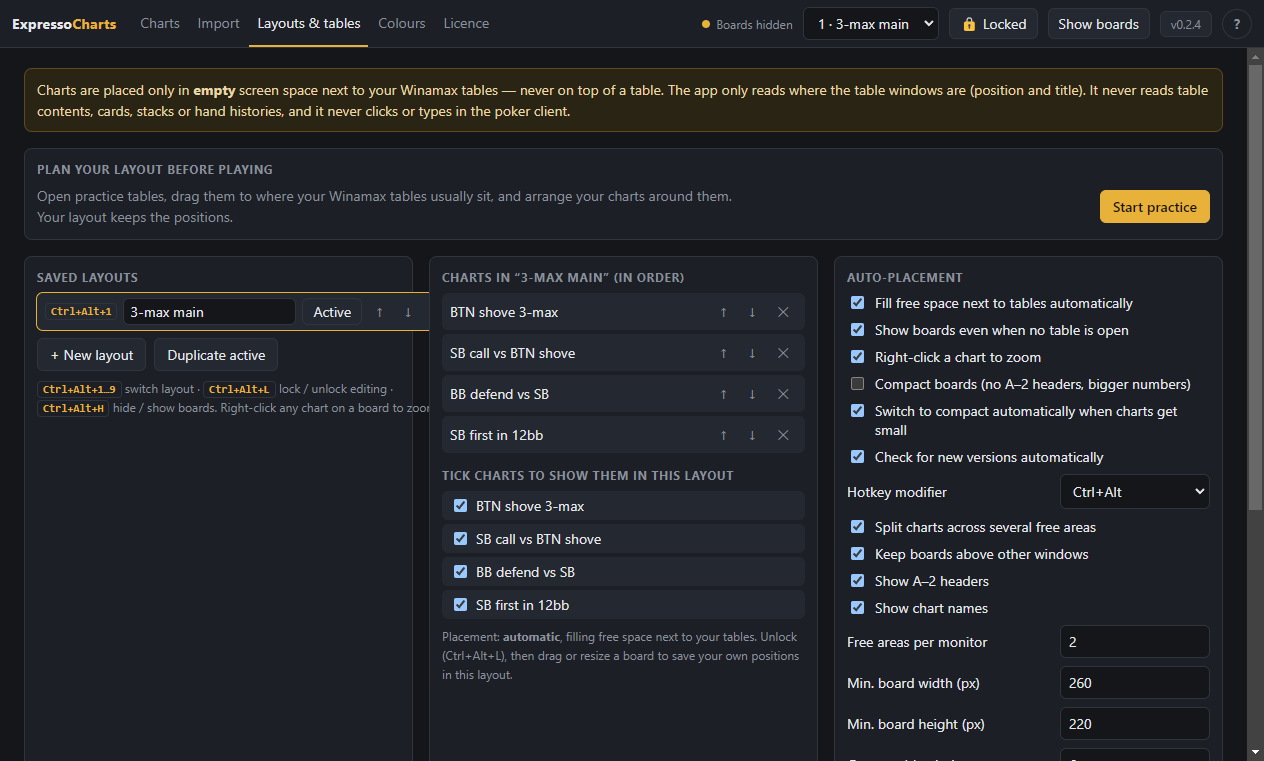 ExpressoCharts Charts Import Layouts & tables Colours Licence Boards hidden 1 · 3-max main Locked Show boards v0.2.4 ?
Charts are placed only in empty screen space next to your Winamax tables — never on top of a table. The app only reads where the table windows are (position and title). It never reads table
contents, cards, stacks or hand histories, and it never clicks or types in the poker client.
PLAN YOUR LAYOUT BEFORE PLAYING
Open practice tables, drag them to where your Winamax tables usually sit, and arrange your charts around them.
Your layout keeps the positions.
Start practice
SAVED LAYOUTS
Ctrl+Alt+1 3-max main Active ↑ ↓
+ New layout Duplicate active
Ctrl+Alt+1…9 switch layout · Ctrl+Alt+L lock / unlock editing ·
Ctrl+Alt+H hide / show boards. Right-click any chart on a board to
CHARTS IN “3-MAX MAIN” (IN ORDER)
BTN shove 3-max ↑ ↓ ×
SB call vs BTN shove ↑ ↓ ×
BB defend vs SB ↑ ↓ ×
SB first in 12bb ↑ ↓ ×
TICK CHARTS TO SHOW THEM IN THIS LAYOUT
BTN shove 3-max
SB call vs BTN shove
BB defend vs SB
SB first in 12bb
Placement: automatic, filling free space next to your tables. Unlock
(Ctrl+Alt+L), then drag or resize a board to save your own positions
in this layout.
AUTO-PLACEMENT
Fill free space next to tables automatically
Show boards even when no table is open
Right-click a chart to zoom
Compact boards (no A–2 headers, bigger numbers)
Switch to compact automatically when charts get
small
Check for new versions automatically
Hotkey modifier Ctrl+Alt
Split charts across several free areas
Keep boards above other windows
Show A–2 headers
Show chart names
Free areas per monitor 2
Min. board width (px) 260
Min. board height (px) 220